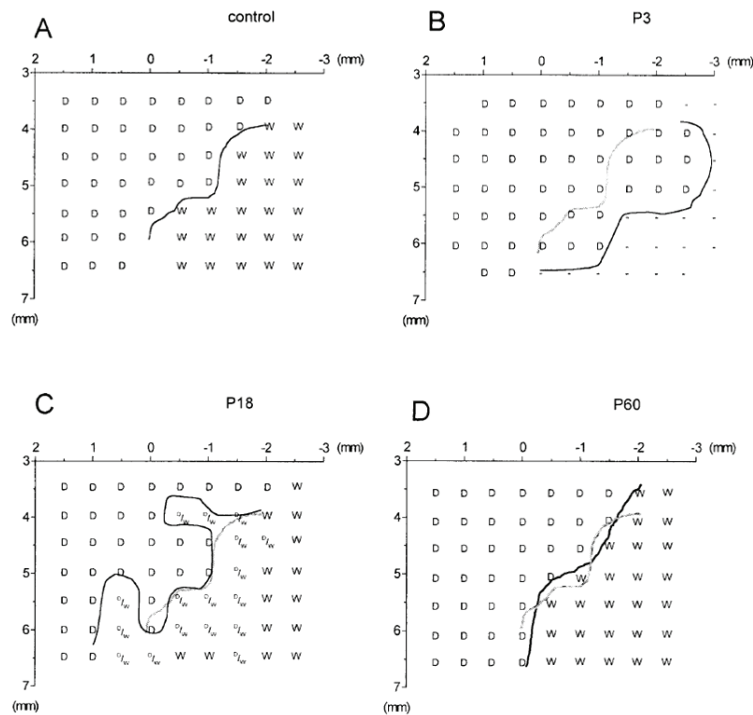 A
control
2 1 0 -1 -2 -3 (mm)
3
D D D D D D D D
4 D D D D D D D W W
D D D D D D W W W
5 D D D D D D W W W
D D D D W W W W W
6 D D D W W W W W
D D D W W W W W
7
(mm)
B
P3
2 1 0 -1 -2 -3 (mm)
3
D D D D D D D - -
4 D D D D D D D D D -
D D D D D D D D D -
5 D D D D D D D D D -
D D D D D D - - - -
6 D D D D D D - - - -
D D - - - -
7
(mm)
C
P18
2 1 0 -1 -2 -3 (mm)
3
D D D D D D D D W
4 D D D D D/W D/W D/W W W
D D D D D D D/W D/W W
5 D D D D D D D/W W W
D D D/W D D/W D/W D/W W W
6 D D D/W D D/W D/W D/W W W
D D D/W D/W W W D/W W W
7
(mm)
D
P60
2 1 0 -1 -2 -3 (mm)
3
D D D D D D D W W
4 D D D D D D D W W
D D D D D D W W W
5 D D D D D W W W W
D D D D W W W W W
6 D D D D W W W W W
D D D D W W W W W
7
(mm)